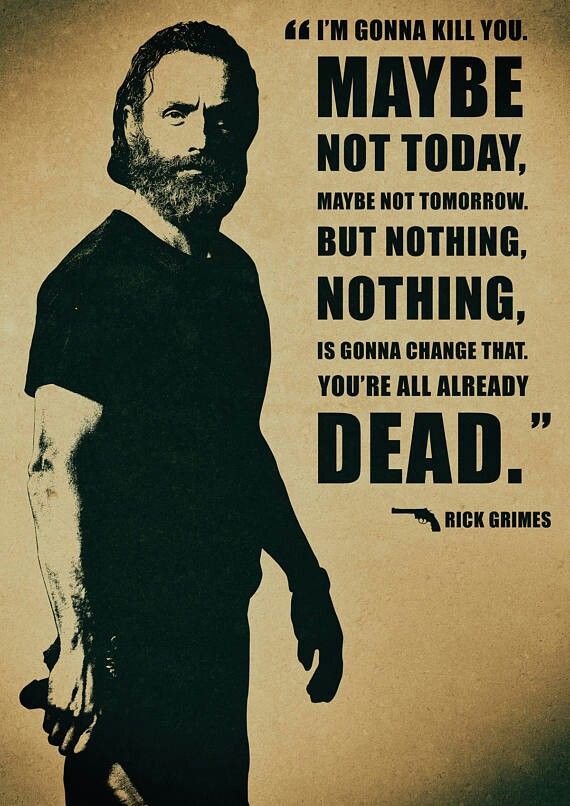 “I'M GONNA KILL YOU.
MAYBE
NOT TODAY,
MAYBE NOT TOMORROW.
BUT NOTHING,
NOTHING,
IS GONNA CHANGE THAT.
YOU'RE ALL ALREADY
DEAD.”
RICK GRIMES